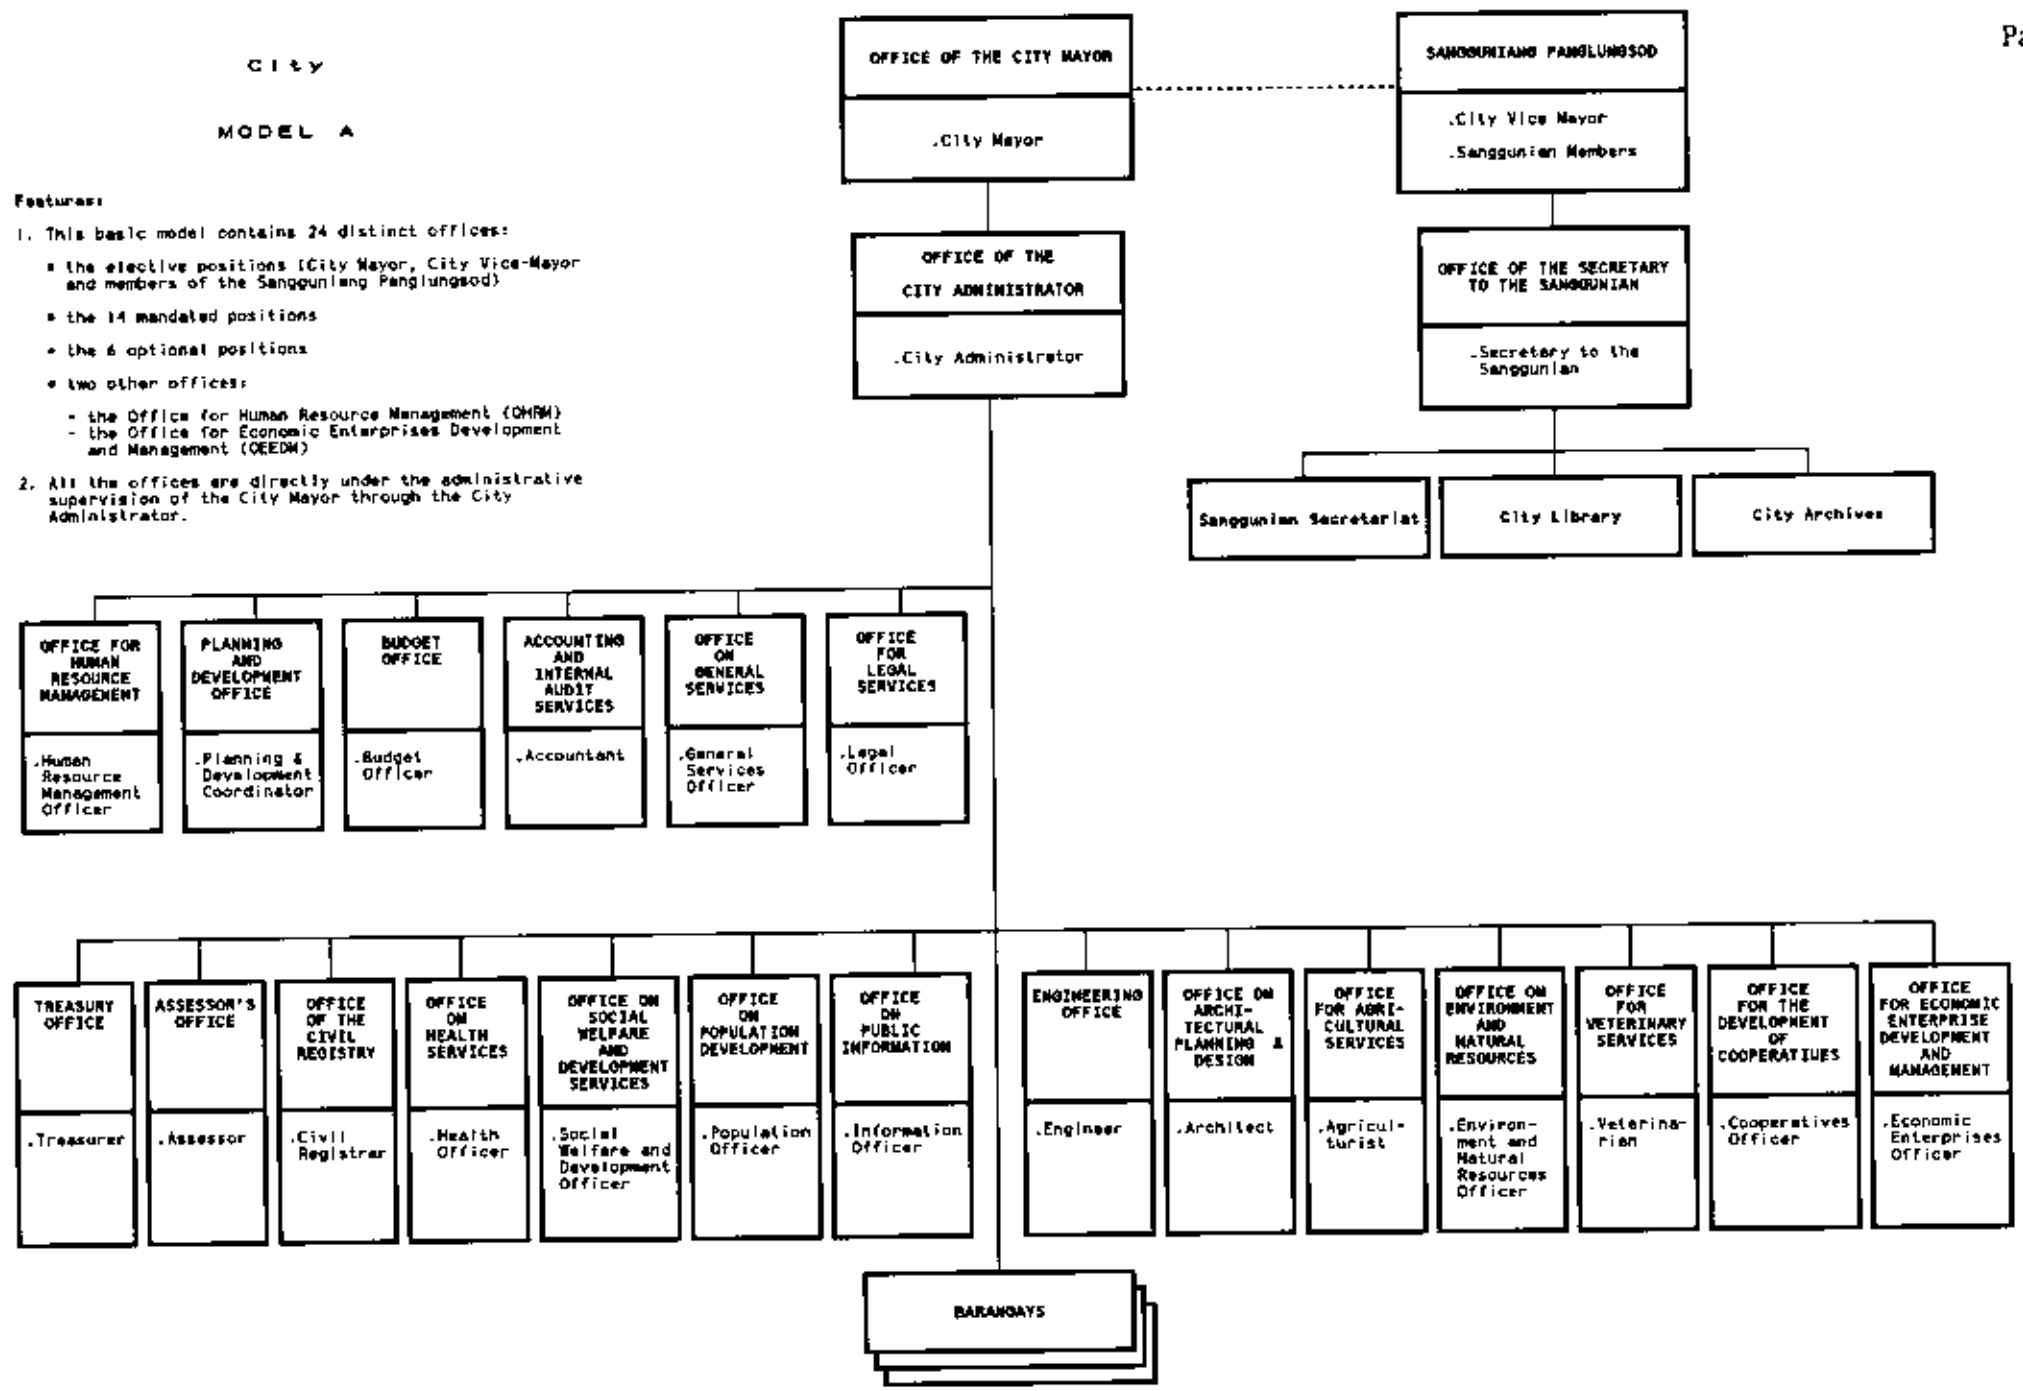 Pa
City
MODEL A
Features:
1. This basic model contains 24 distinct offices:
* the elective positions (City Mayor, City Vice-Mayor
and members of the Sangguniang Panglungsod)
* the 14 mandated positions
* the 6 optional positions
* two other offices:
- the Office for Human Resource Management (OHRM)
- the Office for Economic Enterprises Development
and Management (OEEDM)
2. All the offices are directly under the administrative
supervision of the City Mayor through the City
Administrator.
OFFICE OF THE CITY MAYOR
.City Mayor
SANGGUNIANG PANGLUNGSOD
.City Vice Mayor
.Sanggunian Members
OFFICE OF THE
CITY ADMINISTRATOR
.City Administrator
OFFICE OF THE SECRETARY
TO THE SANGGUNIAN
.Secretary to the
Sanggunian
Sanggunian Secretariat
City Library
City Archives
OFFICE FOR
HUMAN
RESOURCE
MANAGEMENT
.Human
Resource
Management
Officer
PLANNING
AND
DEVELOPMENT
OFFICE
.Planning &
Development
Coordinator
BUDGET
OFFICE
.Budget
Officer
ACCOUNTING
AND
INTERNAL
AUDIT
SERVICES
.Accountant
OFFICE
ON
GENERAL
SERVICES
.General
Services
Officer
OFFICE
FOR
LEGAL
SERVICES
.Legal
Officer
TREASURY
OFFICE
.Treasurer
ASSESSOR'S
OFFICE
.Assessor
OFFICE
OF THE
CIVIL
REGISTRY
.Civil
Registrar
OFFICE
ON
HEALTH
SERVICES
.Health
Officer
OFFICE ON
SOCIAL
WELFARE
AND
DEVELOPMENT
SERVICES
.Social
Welfare and
Development
Officer
OFFICE
ON
POPULATION
DEVELOPMENT
.Population
Officer
OFFICE
ON
PUBLIC
INFORMATION
.Information
Officer
ENGINEERING
OFFICE
.Engineer
OFFICE ON
ARCHI-
TECTURAL
PLANNING &
DESIGN
.Architect
OFFICE
FOR AGRI-
CULTURAL
SERVICES
.Agricul-
turist
OFFICE ON
ENVIRONMENT
AND
NATURAL
RESOURCES
.Environ-
ment and
Natural
Resources
Officer
OFFICE
FOR
VETERINARY
SERVICES
.Veterina-
rian
OFFICE
FOR THE
DEVELOPMENT
OF
COOPERATIVES
.Cooperatives
Officer
OFFICE
FOR ECONOMIC
ENTERPRISE
DEVELOPMENT
AND
MANAGEMENT
.Economic
Enterprises
Officer
BARANGAYS